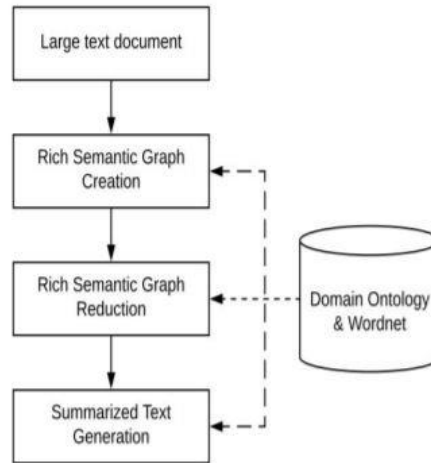 Large text document
Rich Semantic Graph
Creation
Rich Semantic Graph
Reduction
Domain Ontology
& Wordnet
Summarized Text
Generation